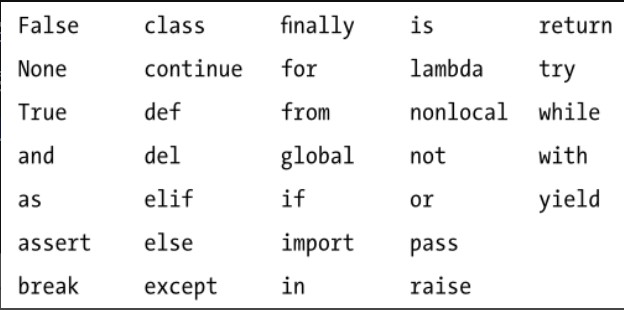 False class finally is return
None continue for lambda try
True def from nonlocal while
and del global not with
as elif if or yield
assert else import pass
break except in raise